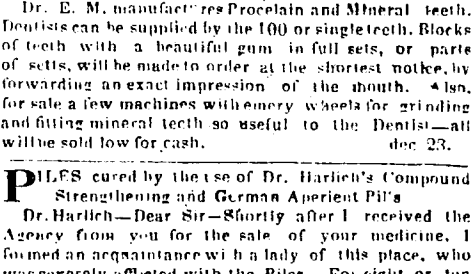 Dr. E. M. manufactures Procelain and Mineral teeth.
Dentists can be supplied by the 100 or single teeth. Blocks
of teeth with a beautiful gum in full sets, or parts
of setts, will be made to order at the shortest notice, by
forwarding an exact impression of the mouth. Also,
for sale a few machines with emery wheels for grinding
and fitting mineral teeth so useful to the Dentist—all
will be sold low for cash. dec 23.
PILES cured by the use of Dr. Harlich's Compound
Strengthening and German Aperient Pil's
Dr. Harlich—Dear Sir—Shortly after I received the
Agency from you for the sale of your medicine, I
formed an acquaintance with a lady of this place, who
was severely afflicted with the Piles. For eight or ten